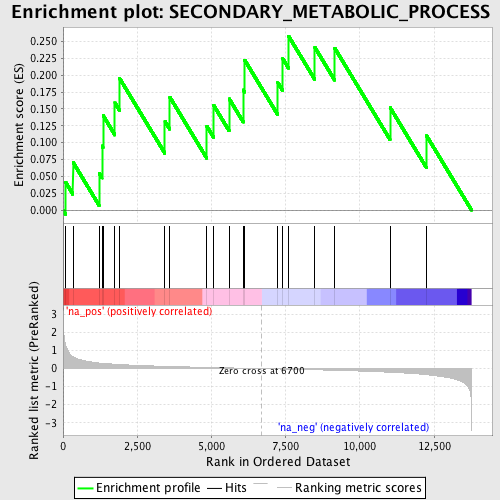 Enrichment plot: SECONDARY_METABOLIC_PROCESS
Enrichment score (ES)
0.250
0.225
0.200
0.175
0.150
0.125
0.100
0.075
0.050
0.025
0.000
Ranked list metric (PreRanked)
'na_pos' (positively correlated)
3
2
1
0
-1
-2
-3
Zero cross at 6700
'na_neg' (negatively correlated)
0
2,500
5,000
7,500
10,000
12,500
Rank in Ordered Dataset
Enrichment profile
Hits
Ranking metric scores